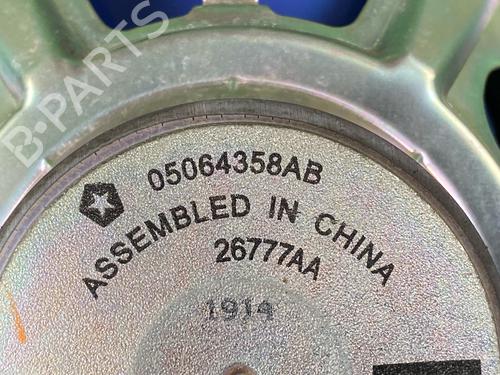 B-PARTS
05064358AB
ASSEMBLED IN CHINA
26777AA
1914